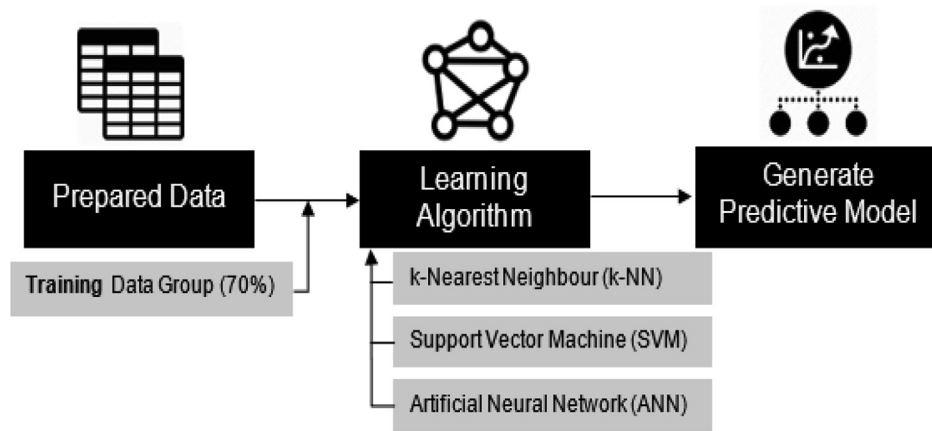 Prepared Data
Learning
Algorithm
Generate
Predictive Model
Training Data Group (70%)
k-Nearest Neighbour (k-NN)
Support Vector Machine (SVM)
Artificial Neural Network (ANN)